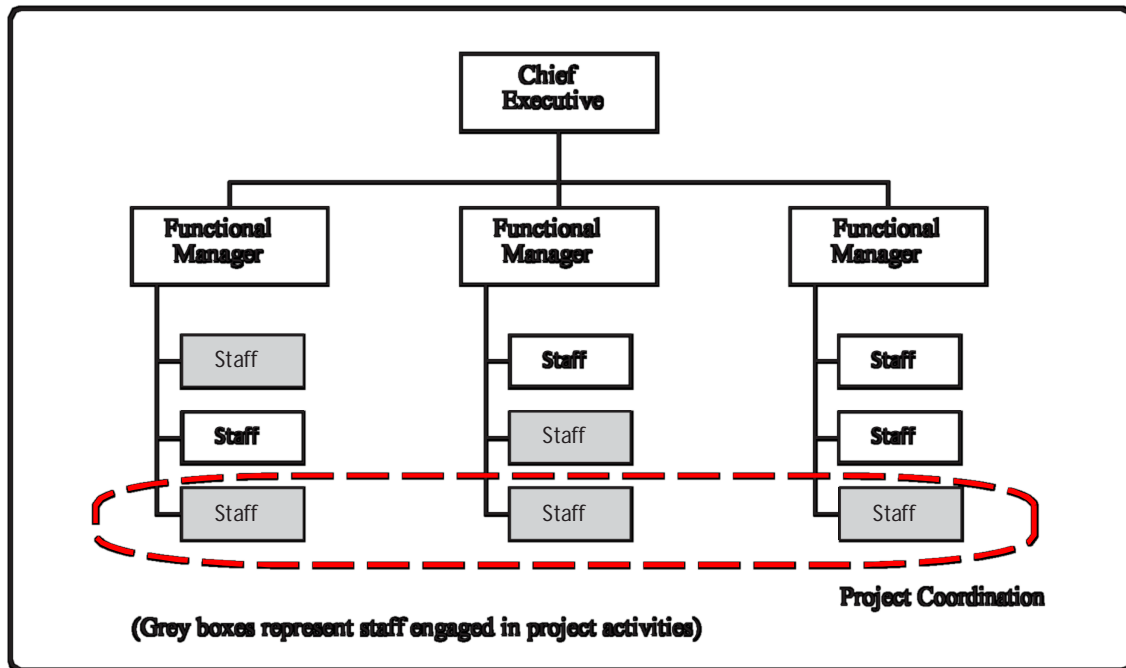 Chief
Executive
Functional
Manager
Functional
Manager
Functional
Manager
Staff
Staff
Staff
Staff
Staff
Staff
Staff
Staff
Staff
Project Coordination
(Grey boxes represent staff engaged in project activities)